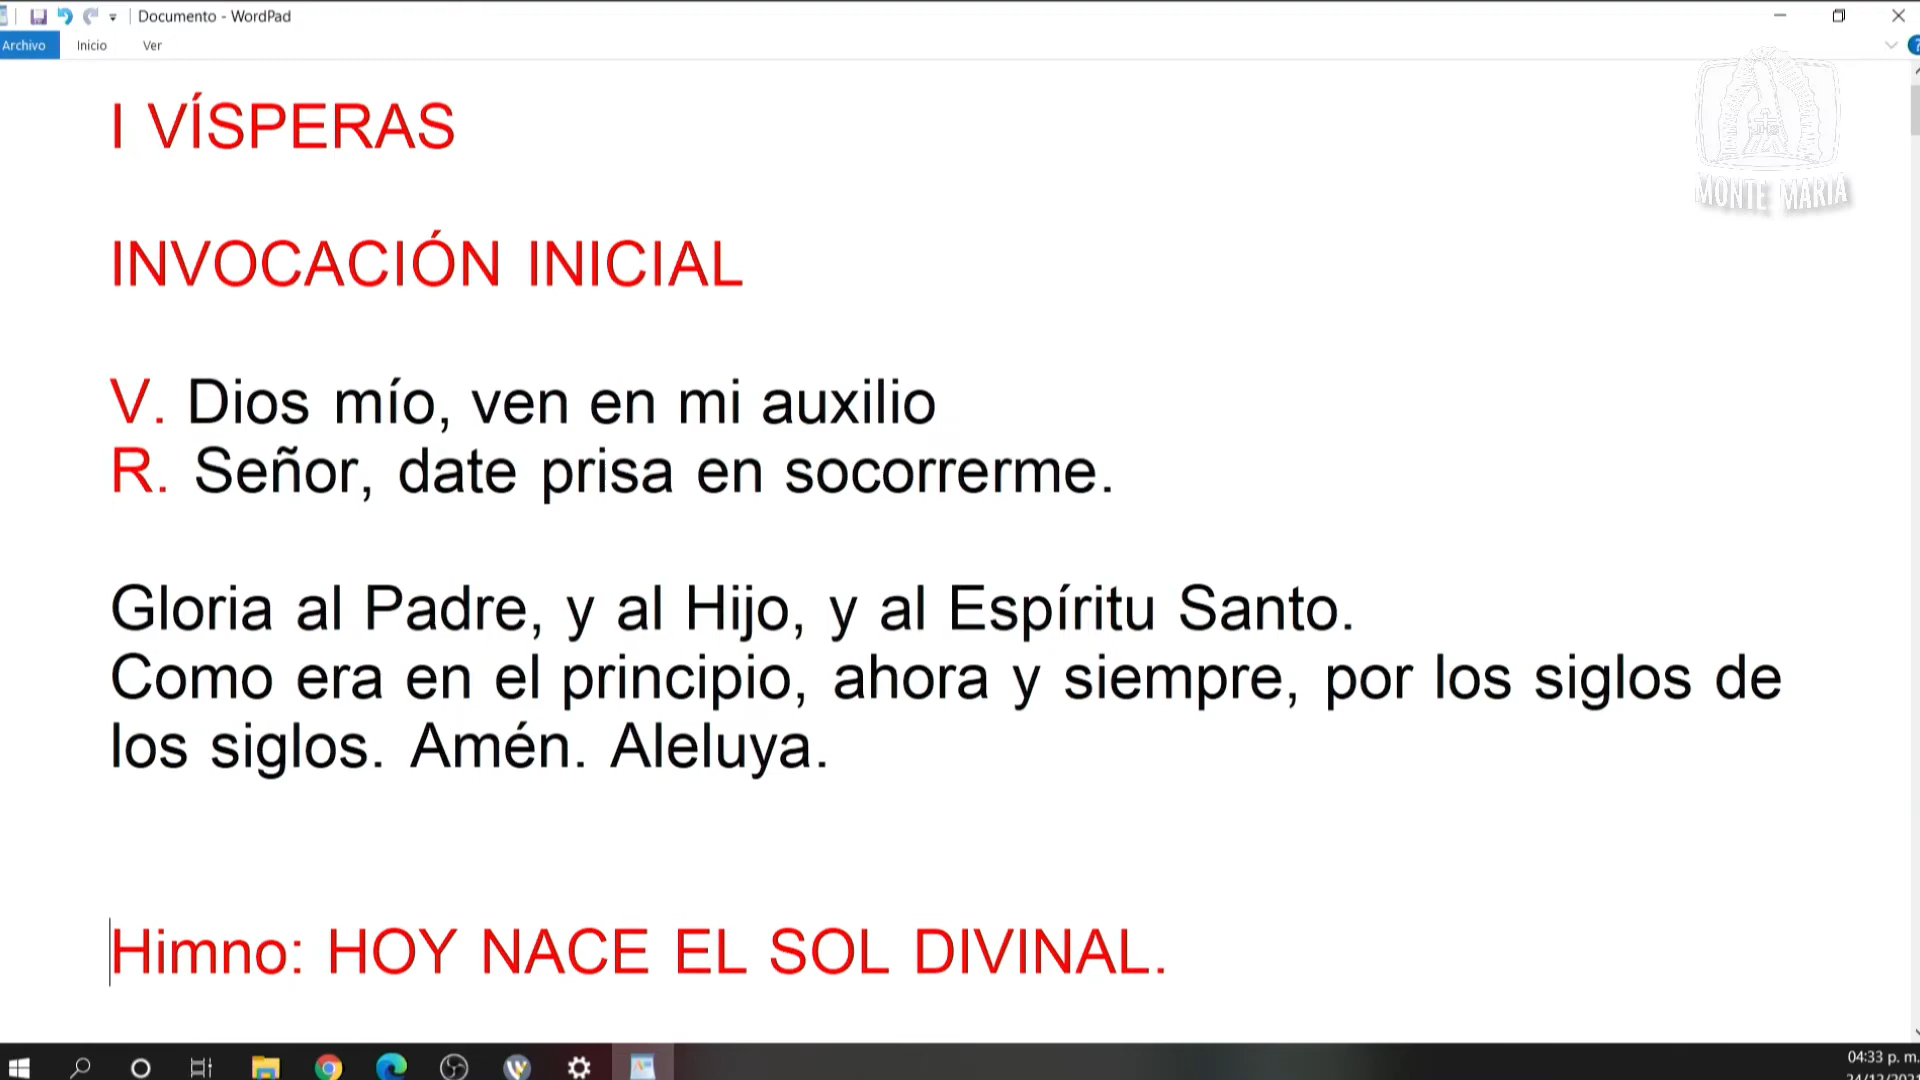 Documento - WordPad
Archivo Inicio Ver
MONTE MARIA
I VÍSPERAS
INVOCACIÓN INICIAL
V. Dios mío, ven en mi auxilio
R. Señor, date prisa en socorrerme.
Gloria al Padre, y al Hijo, y al Espíritu Santo.
Como era en el principio, ahora y siempre, por los siglos de
los siglos. Amén. Aleluya.
Himno: HOY NACE EL SOL DIVINAL.
04:33 p. m.